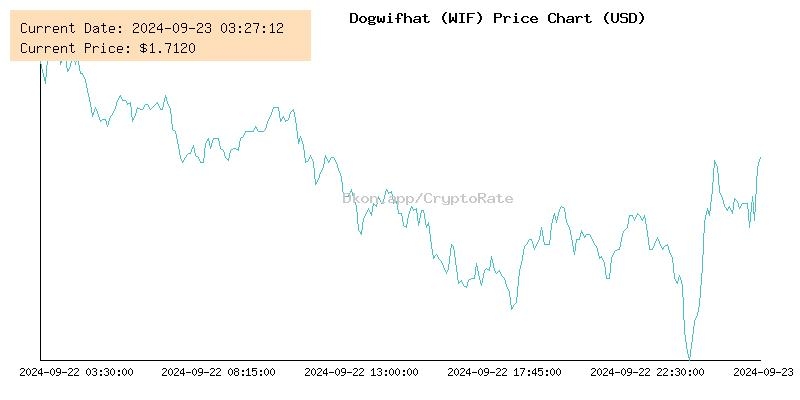 Dogwifhat (WIF) Price Chart (USD)
Current Date: 2024-09-23 03:27:12
Current Price: $1.7120
Dkon.app/CryptoRate
2024-09-22 03:30:00
2024-09-22 08:15:00
2024-09-22 13:00:00
2024-09-22 17:45:00
2024-09-22 22:30:00
2024-09-23